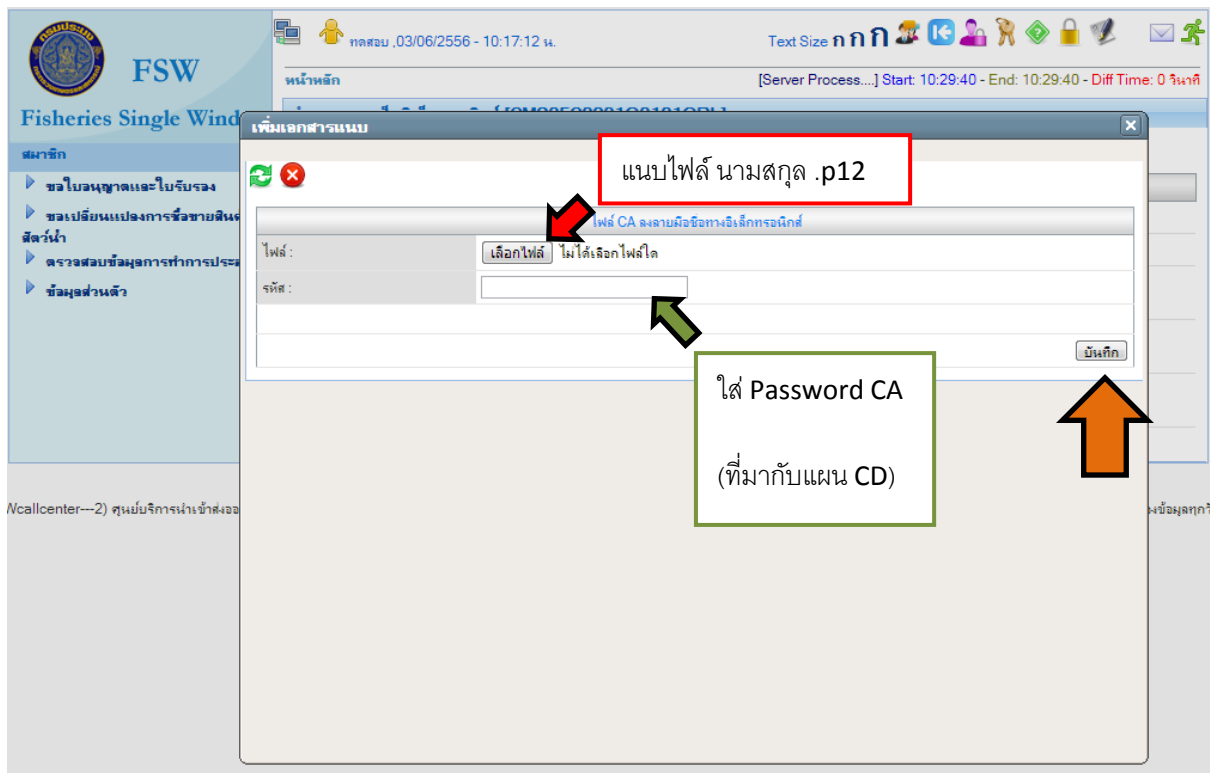 ทดสอบ ,03/06/2556 - 10:17:12 น.
Text Size ก ก ก
FSW
Fisheries Single Wind
หน้าหลัก
[Server Process....] Start: 10:29:40 - End: 10:29:40 - Diff Time: 0 วินาที
สมาชิก
ขอใบอนุญาตและใบรับรอง
ขอเปลี่ยนแปลงการซื้อขายสินค
สัตว์น้ำ
ตรวจสอบข้อมูลการทำการประม
ข้อมูลส่วนตัว
เพิ่มเอกสารแนบ
แนบไฟล์ นามสกุล .p12
ไฟล์ CA ลงลายมือชื่อทางอิเล็กทรอนิกส์
ไฟล์ :
เลือกไฟล์ ไม่ได้เลือกไฟล์ใด
รหัส :
บันทึก
ใส่ Password CA
(ที่มากับแผน CD)
Wcallcenter---2) ศูนย์บริการนำเข้าส่งออ
งข้อมูลทุกวั